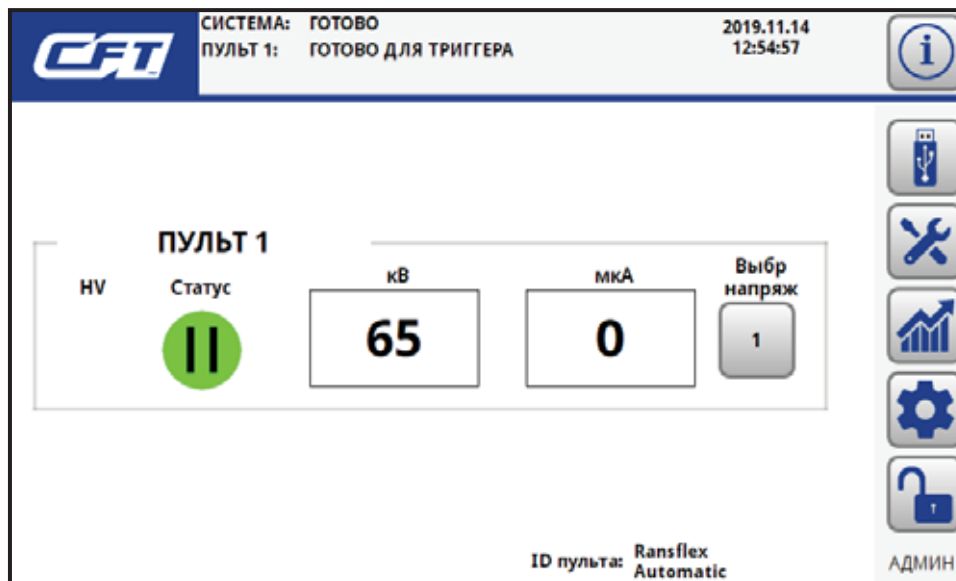 CFT
СИСТЕМА: ГОТОВО
ПУЛЬТ 1: ГОТОВО ДЛЯ ТРИГГЕРА
2019.11.14
12:54:57
i
ПУЛЬТ 1
HV
Статус
кВ
65
мкА
0
Выбр
напряж
1
ID пульта: Ransflex
Automatic
АДМИН